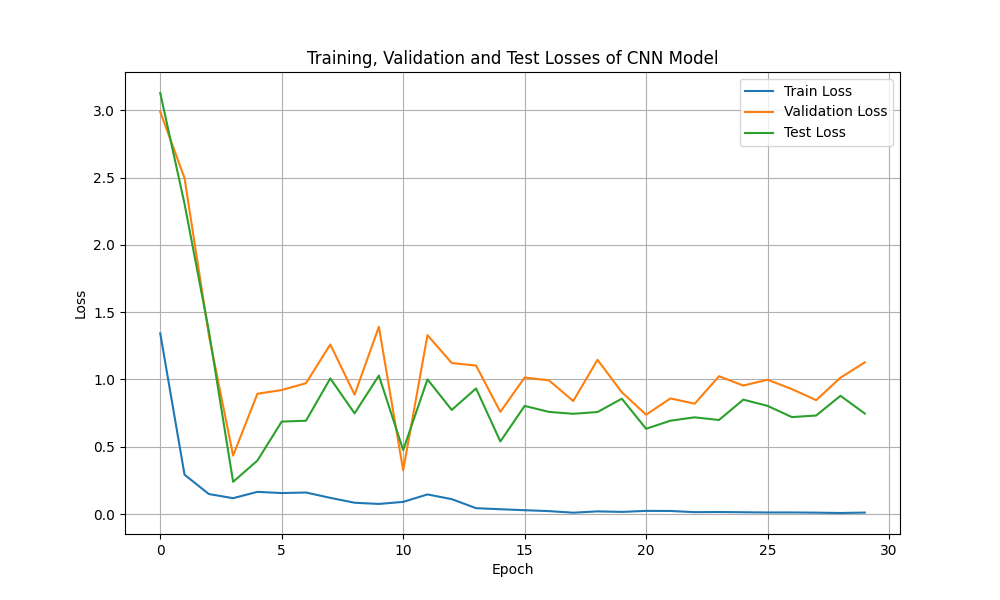 Training, Validation and Test Losses of CNN Model
Train Loss
Validation Loss
Test Loss
3.0
2.5
2.0
1.5
1.0
0.5
0.0
Loss
0 5 10 15 20 25 30
Epoch